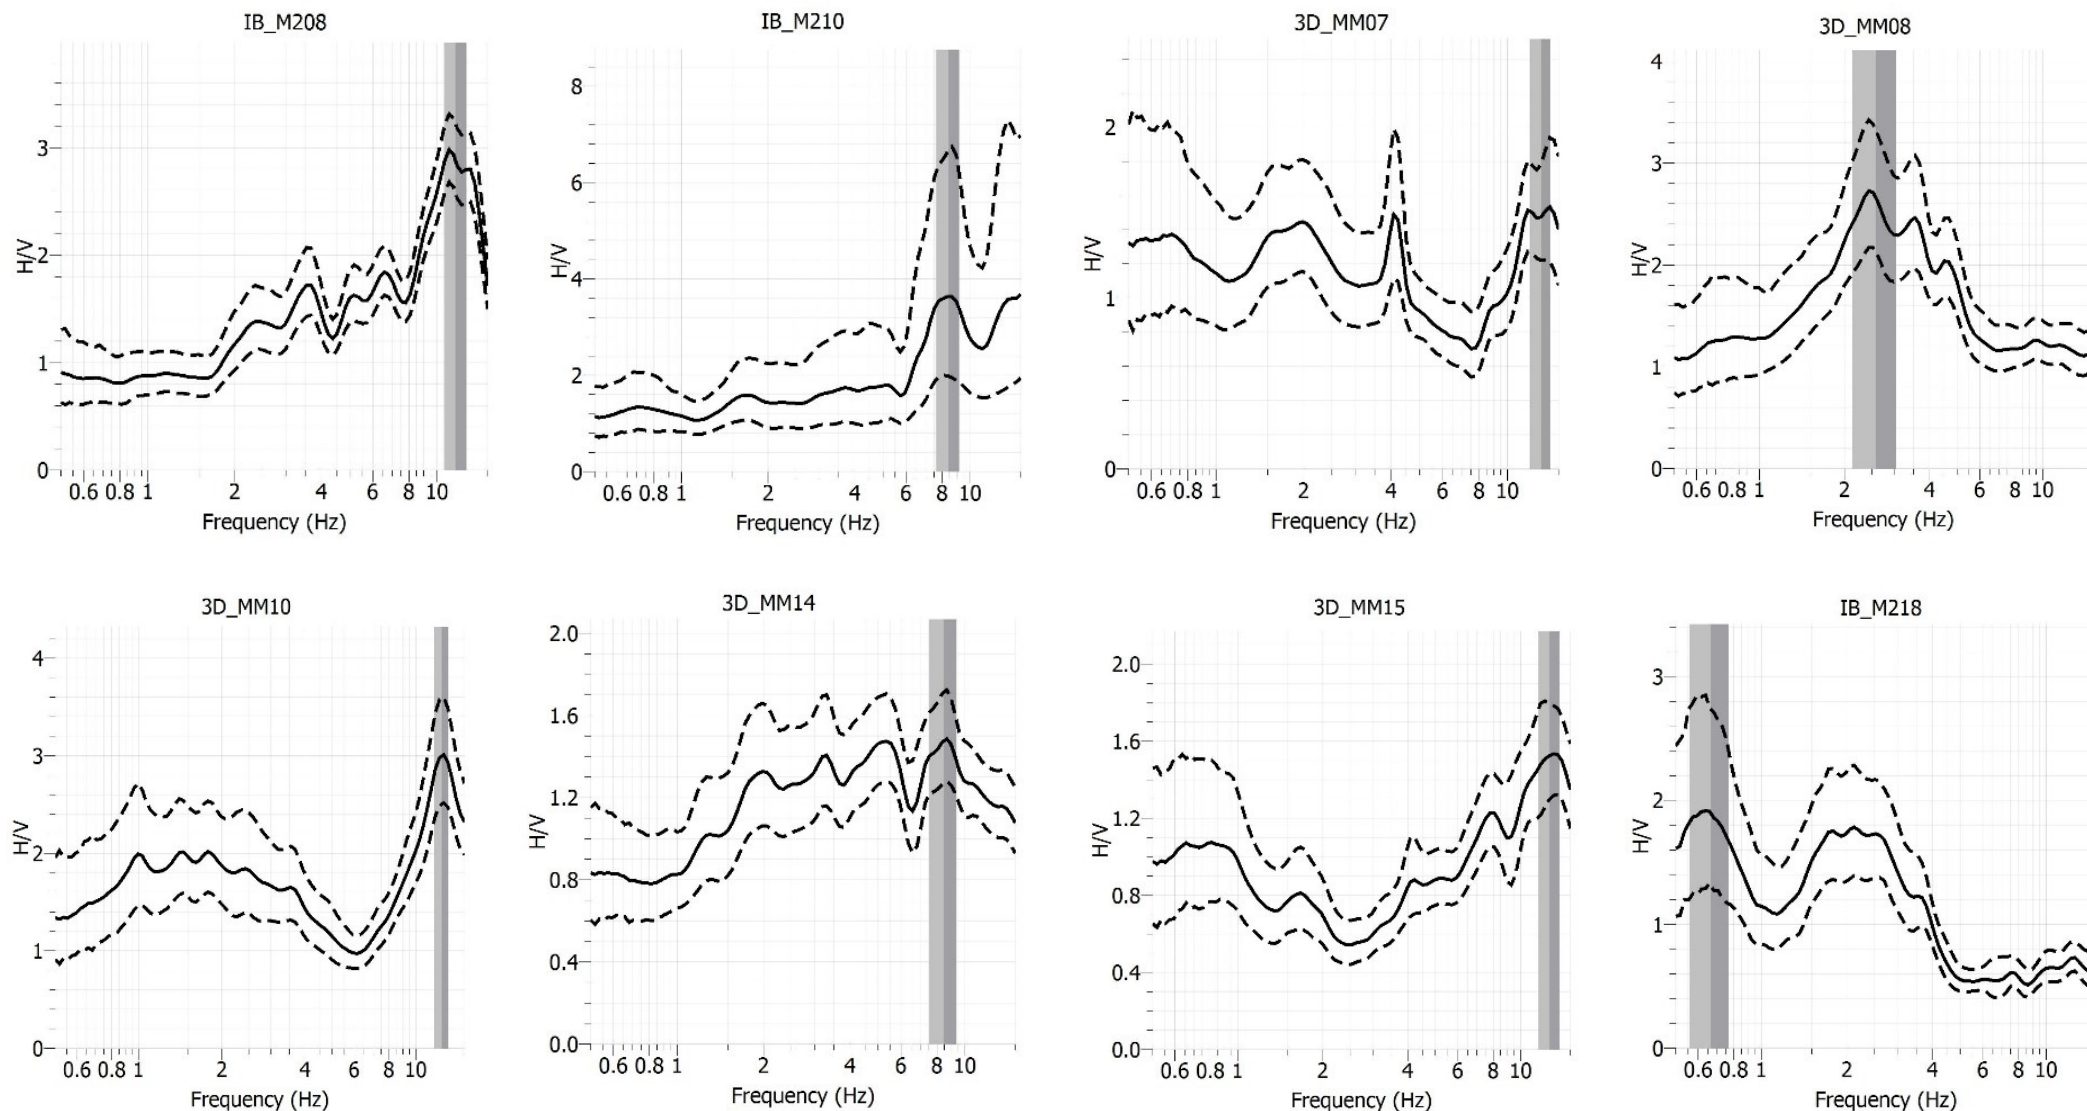 IB_M208
IB_M210
3D_MM07
3D_MM08
H/V
3
2
1
0
0.6 0.8 1 2 4 6 8 10
Frequency (Hz)
H/V
8
6
4
2
0
0.6 0.8 1 2 4 6 8 10
Frequency (Hz)
H/V
2
1
0
0.6 0.8 1 2 4 6 8 10
Frequency (Hz)
H/V
4
3
2
1
0
0.6 0.8 1 2 4 6 8 10
Frequency (Hz)
3D_MM10
3D_MM14
3D_MM15
IB_M218
H/V
4
3
2
1
0
0.6 0.8 1 2 4 6 8 10
Frequency (Hz)
H/V
2.0
1.6
1.2
0.8
0.4
0.0
0.6 0.8 1 2 4 6 8 10
Frequency (Hz)
H/V
2.0
1.6
1.2
0.8
0.4
0.0
0.6 0.8 1 2 4 6 8 10
Frequency (Hz)
H/V
3
2
1
0
0.6 0.8 1 2 4 6 8 10
Frequency (Hz)